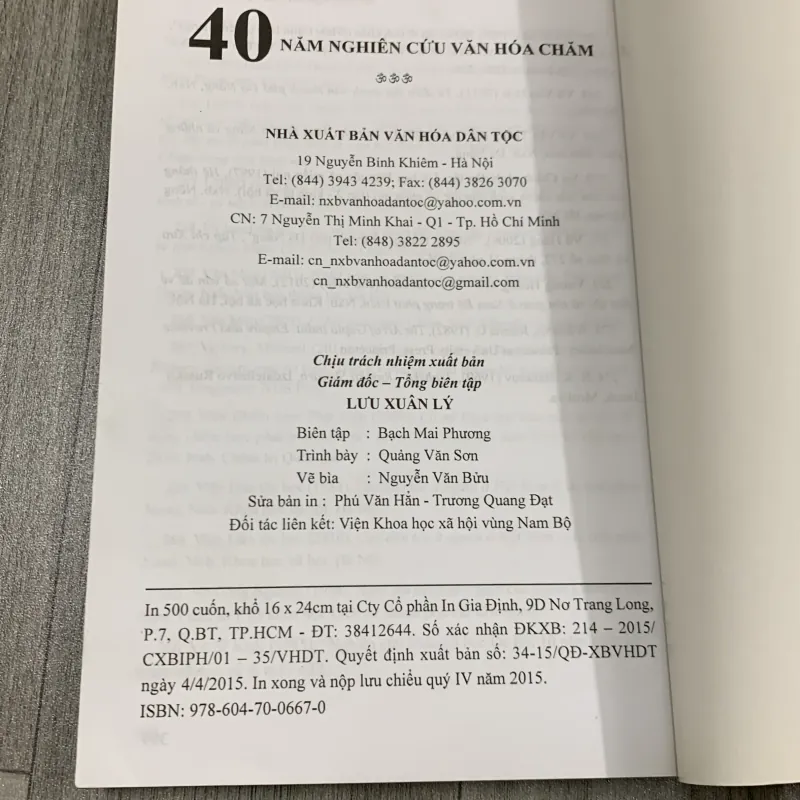 40 NĂM NGHIÊN CỨU VĂN HÓA CHĂM
ॐॐॐ
NHÀ XUẤT BẢN VĂN HÓA DÂN TỘC
19 Nguyễn Bỉnh Khiêm - Hà Nội
Tel: (844) 3943 4239; Fax: (844) 3826 3070
E-mail: nxbvanhoadantoc@yahoo.com.vn
CN: 7 Nguyễn Thị Minh Khai - Q1 - Tp. Hồ Chí Minh
Tel: (848) 3822 2895
E-mail: cn_nxbvanhoadantoc@yahoo.com.vn
cn_nxbvanhoadantoc@gmail.com
Chịu trách nhiệm xuất bản
Giám đốc – Tổng biên tập
LƯU XUÂN LÝ
Biên tập : Bạch Mai Phương
Trình bày : Quảng Văn Sơn
Vẽ bìa : Nguyễn Văn Bửu
Sửa bản in : Phú Văn Hẳn - Trương Quang Đạt
Đối tác liên kết: Viện Khoa học xã hội vùng Nam Bộ
In 500 cuốn, khổ 16 x 24cm tại Cty Cổ phần In Gia Định, 9D Nơ Trang Long,
P.7, Q.BT, TP.HCM - ĐT: 38412644. Số xác nhận ĐKXB: 214 – 2015/
CXBIPH/01 – 35/VHDT. Quyết định xuất bản số: 34-15/QĐ-XBVHDT
ngày 4/4/2015. In xong và nộp lưu chiểu quý IV năm 2015.
ISBN: 978-604-70-0667-0